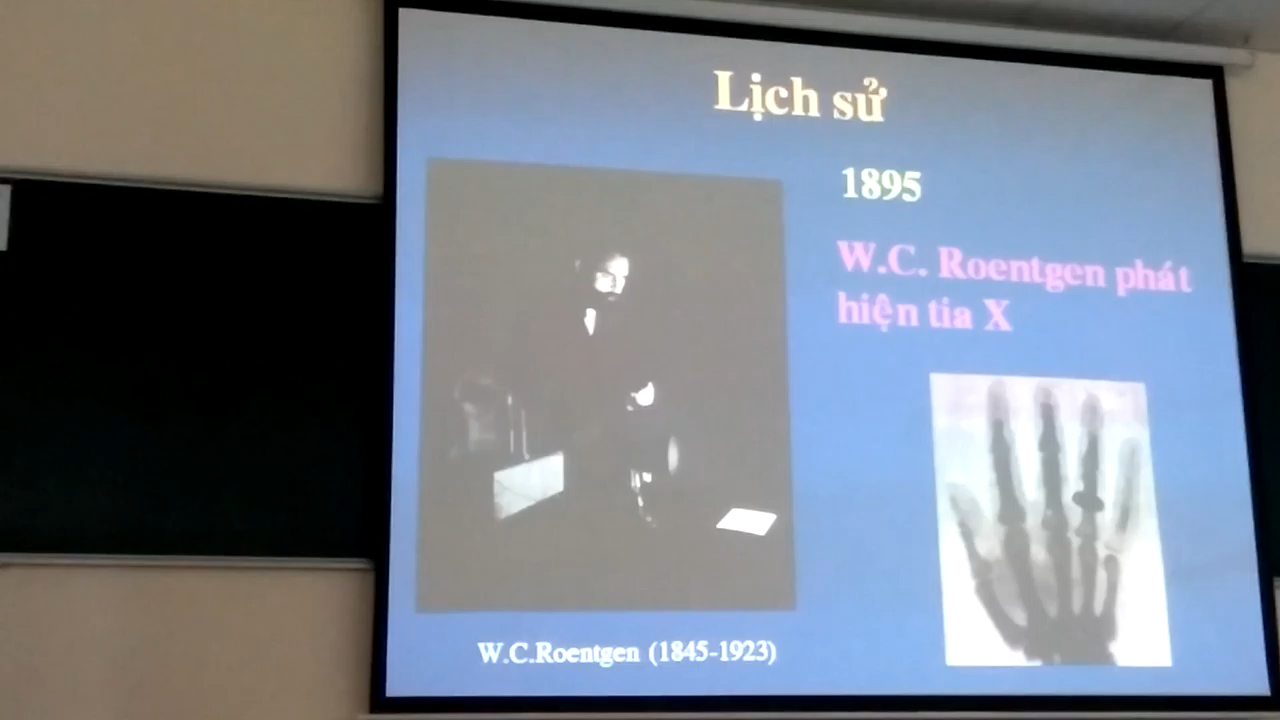 Lịch sử
1895
W.C. Roentgen phát
hiện tia X
W.C.Roentgen (1845-1923)